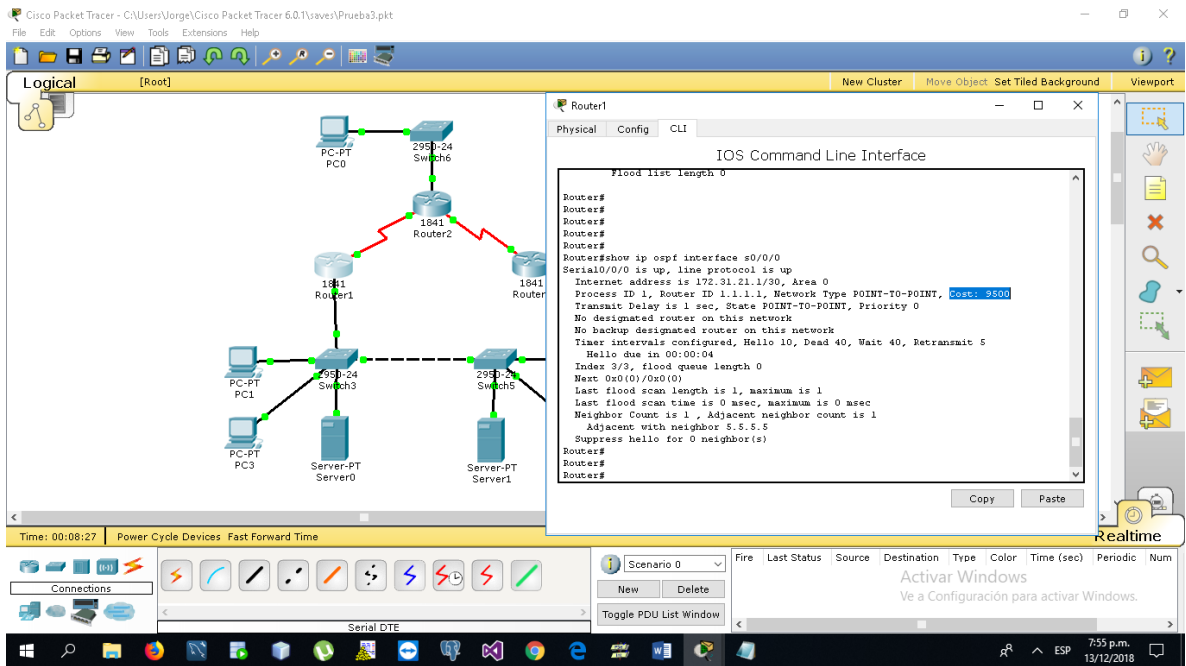 Cisco Packet Tracer - C:\Users\Jorge\Cisco Packet Tracer 6.0.1\saves\Prueba3.pkt
File Edit Options View Tools Extensions Help
Logical [Root] New Cluster Move Object Set Tiled Background Viewport
PC-PT
PC0
2950-24
Switch6
1841
Router2
1841
Router1
1841
Router
2950-24
Switch3
2950-24
Switch5
PC-PT
PC1
PC-PT
PC3
Server-PT
Server0
Server-PT
Server1
Router1
Physical Config CLI
IOS Command Line Interface
Flood list length 0
Router#
Router#
Router#
Router#
Router#
Router#show ip ospf interface s0/0/0
Serial0/0/0 is up, line protocol is up
Internet address is 172.31.21.1/30, Area 0
Process ID 1, Router ID 1.1.1.1, Network Type POINT-TO-POINT, Cost: 9500
Transmit Delay is 1 sec, State POINT-TO-POINT, Priority 0
No designated router on this network
No backup designated router on this network
Timer intervals configured, Hello 10, Dead 40, Wait 40, Retransmit 5
Hello due in 00:00:04
Index 3/3, flood queue length 0
Next 0x0(0)/0x0(0)
Last flood scan length is 1, maximum is 1
Last flood scan time is 0 msec, maximum is 0 msec
Neighbor Count is 1 , Adjacent neighbor count is 1
Adjacent with neighbor 5.5.5.5
Suppress hello for 0 neighbor(s)
Router#
Router#
Router#
Copy Paste
Time: 00:08:27 Power Cycle Devices Fast Forward Time
Realtime
Connections
Serial DTE
Scenario 0
New Delete
Toggle PDU List Window
Fire Last Status Source Destination Type Color Time (sec) Periodic Num
Activar Windows
Ve a Configuración para activar Windows.
ESP
7:55 p.m.
13/12/2018